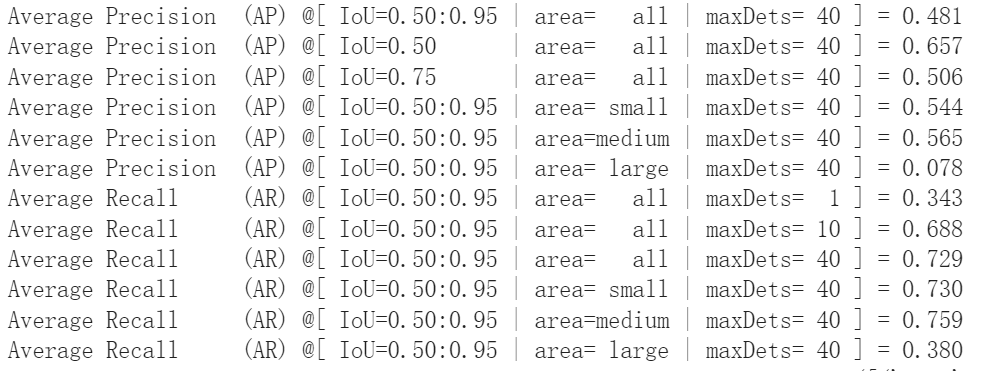 Average Precision  (AP) @[ IoU=0.50:0.95 | area=   all | maxDets= 40 ] = 0.481
Average Precision  (AP) @[ IoU=0.50      | area=   all | maxDets= 40 ] = 0.657
Average Precision  (AP) @[ IoU=0.75      | area=   all | maxDets= 40 ] = 0.506
Average Precision  (AP) @[ IoU=0.50:0.95 | area= small | maxDets= 40 ] = 0.544
Average Precision  (AP) @[ IoU=0.50:0.95 | area=medium | maxDets= 40 ] = 0.565
Average Precision  (AP) @[ IoU=0.50:0.95 | area= large | maxDets= 40 ] = 0.078
Average Recall     (AR) @[ IoU=0.50:0.95 | area=   all | maxDets=  1 ] = 0.343
Average Recall     (AR) @[ IoU=0.50:0.95 | area=   all | maxDets= 10 ] = 0.688
Average Recall     (AR) @[ IoU=0.50:0.95 | area=   all | maxDets= 40 ] = 0.729
Average Recall     (AR) @[ IoU=0.50:0.95 | area= small | maxDets= 40 ] = 0.730
Average Recall     (AR) @[ IoU=0.50:0.95 | area=medium | maxDets= 40 ] = 0.759
Average Recall     (AR) @[ IoU=0.50:0.95 | area= large | maxDets= 40 ] = 0.380